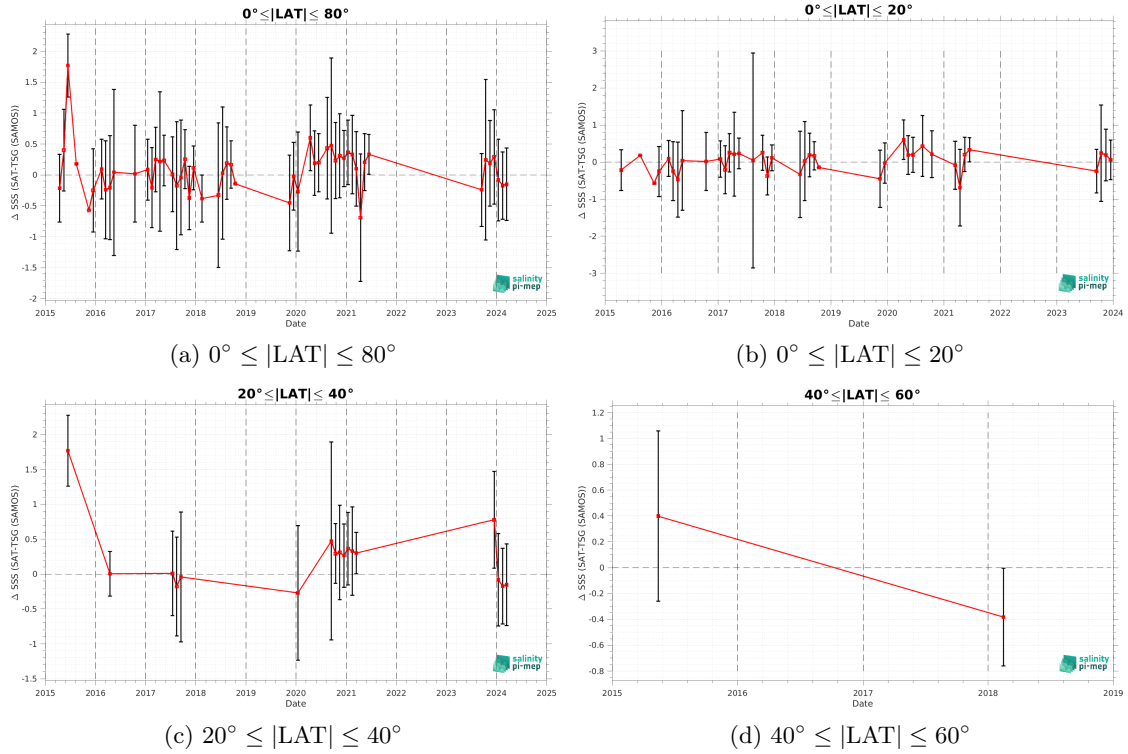 0°≤|LAT|≤ 80°
Δ SSS (SAT-TSG (SAMOS))
2
1.5
1
0.5
0
-0.5
-1
-1.5
-2
2015 2016 2017 2018 2019 2020 2021 2022 2023 2024 2025
Date
salinity
pi-mep
(a) 0° ≤ |LAT| ≤ 80°
0°≤|LAT|≤ 20°
Δ SSS (SAT-TSG (SAMOS))
3
2
1
0
-1
-2
-3
2015 2016 2017 2018 2019 2020 2021 2022 2023 2024
Date
salinity
pi-mep
(b) 0° ≤ |LAT| ≤ 20°
20°≤|LAT|≤ 40°
Δ SSS (SAT-TSG (SAMOS))
2
1.5
1
0.5
0
-0.5
-1
-1.5
2015 2016 2017 2018 2019 2020 2021 2022 2023 2024 2025
Date
salinity
pi-mep
(c) 20° ≤ |LAT| ≤ 40°
40°≤|LAT|≤ 60°
Δ SSS (SAT-TSG (SAMOS))
1.2
1
0.8
0.6
0.4
0.2
0
-0.2
-0.4
-0.6
-0.8
2015 2016 2017 2018 2019
Date
salinity
pi-mep
(d) 40° ≤ |LAT| ≤ 60°